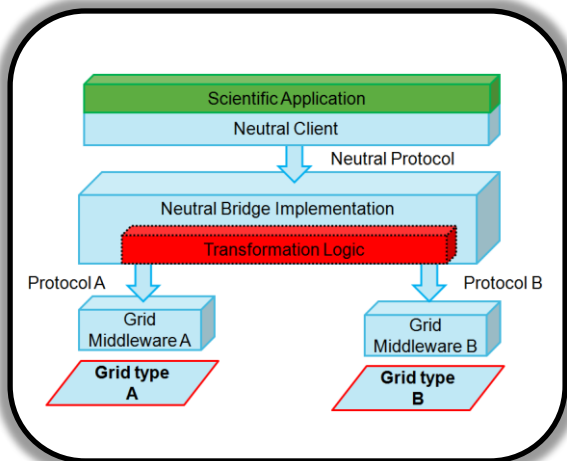 Scientific Application
Neutral Client
Neutral Protocol
Neutral Bridge Implementation
Transformation Logic
Protocol A
Protocol B
Grid
Middleware A
Grid
Middleware B
Grid type
A
Grid type
B